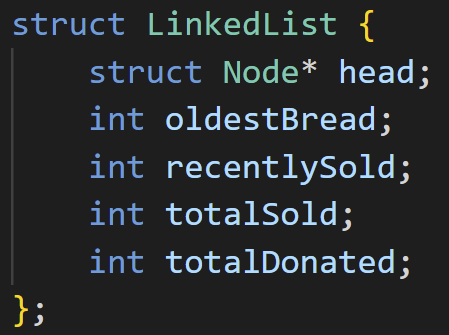 struct LinkedList {
    struct Node* head;
    int oldestBread;
    int recentlySold;
    int totalSold;
    int totalDonated;
};